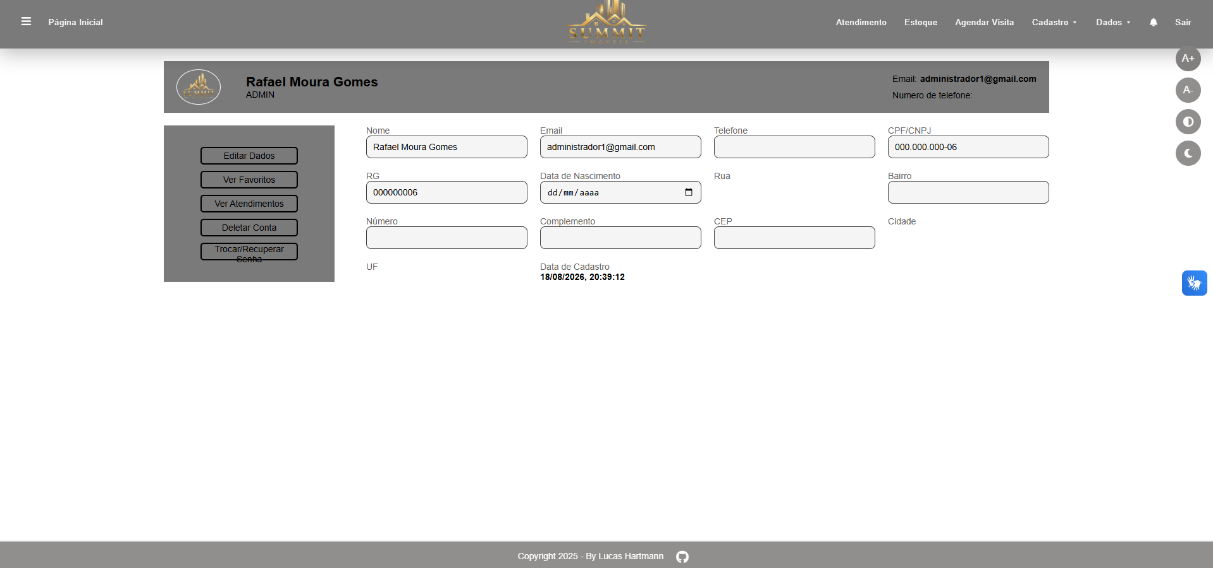 Página Inicial
SUMMIT
Atendimento Estoque Agendar Visita Cadastro Dados Sair
A+
A-
Rafael Moura Gomes
ADMIN
Email: administrador1@gmail.com
Numero de telefone:
Editar Dados
Ver Favoritos
Ver Atendimentos
Deletar Conta
Trocar/Recuperar
Senha
Nome Email Telefone CPF/CNPJ
Rafael Moura Gomes administrador1@gmail.com 000.000.000-06
RG Data de Nascimento Rua Bairro
000000006 dd/mm/aaaa
Número Complemento CEP Cidade
UF Data de Cadastro
18/08/2026, 20:39:12
Copyright 2025 - By Lucas Hartmann